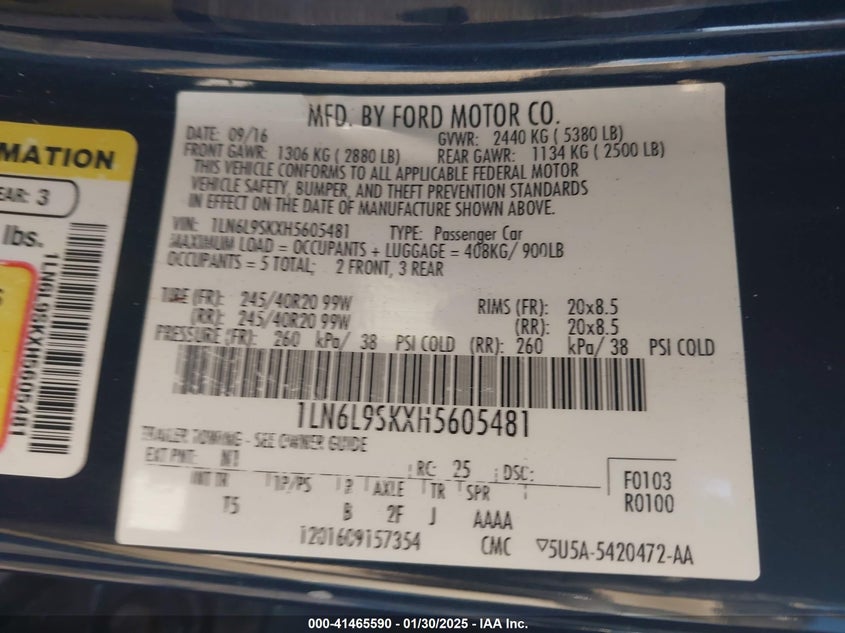 MATION
EAR: 3
lbs.
S
1LN6L9SKXH5605481
MFD. BY FORD MOTOR CO.
DATE: 09/16 GVWR: 2440 KG ( 5380 LB)
FRONT GAWR: 1306 KG ( 2880 LB) REAR GAWR: 1134 KG ( 2500 LB)
THIS VEHICLE CONFORMS TO ALL APPLICABLE FEDERAL MOTOR
VEHICLE SAFETY, BUMPER, AND THEFT PREVENTION STANDARDS
IN EFFECT ON THE DATE OF MANUFACTURE SHOWN ABOVE.
VIN: 1LN6L9SKXH5605481 TYPE: Passenger Car
MAXIMUM LOAD = OCCUPANTS + LUGGAGE = 408KG/ 900LB
OCCUPANTS = 5 TOTAL; 2 FRONT, 3 REAR
TIRE (FR): 245/40R20 99W RIMS (FR): 20x8.5
(RR): 245/40R20 99W (RR): 20x8.5
PRESSURE (FR): 260 kPa/ 38 PSI COLD (RR): 260 kPa/ 38 PSI COLD
1LN6L9SKXH5605481
TRAILER TOWING - SEE OWNER GUIDE
EXT PNT: N1 RC: 25 DSC: F0103
INT TR TP/PS R AXLE TR SPR R0100
T5 B 2F J AAAA
1201609157354 CMC ▽5U5A-5420472-AA
000-41465590 - 01/30/2025 - IAA Inc.